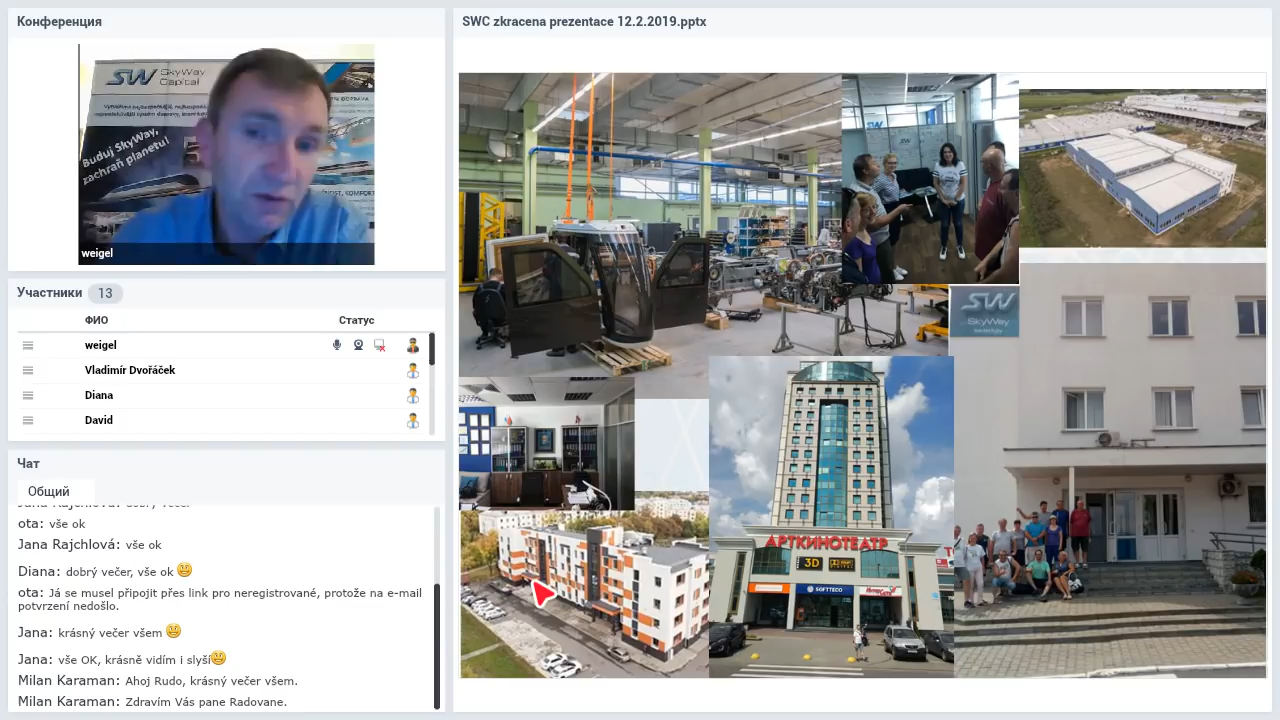 Конференция
SkyWay
Capital
Buduj SkyWay,
zachraň planetu!
weigel
Участники 13
ФИО Статус
weigel
Vladimír Dvořáček
Diana
David
Чат
Общий
ota: vše ok
Jana Rajchlová: vše ok
Diana: dobrý večer, vše ok
ota: Já se musel připojit přes link pro neregistrované, protože na e-mail
potvrzení nedošlo.
Jana: krásný večer všem
Jana: vše OK, krásně vidím i slyší
Milan Karaman: Ahoj Rudo, krásný večer všem.
Milan Karaman: Zdravím Vás pane Radovane.
SWC zkracena prezentace 12.2.2019.pptx
SW
SkyWay
АРТКИНОТЕАТР
3D
SOFTTECO